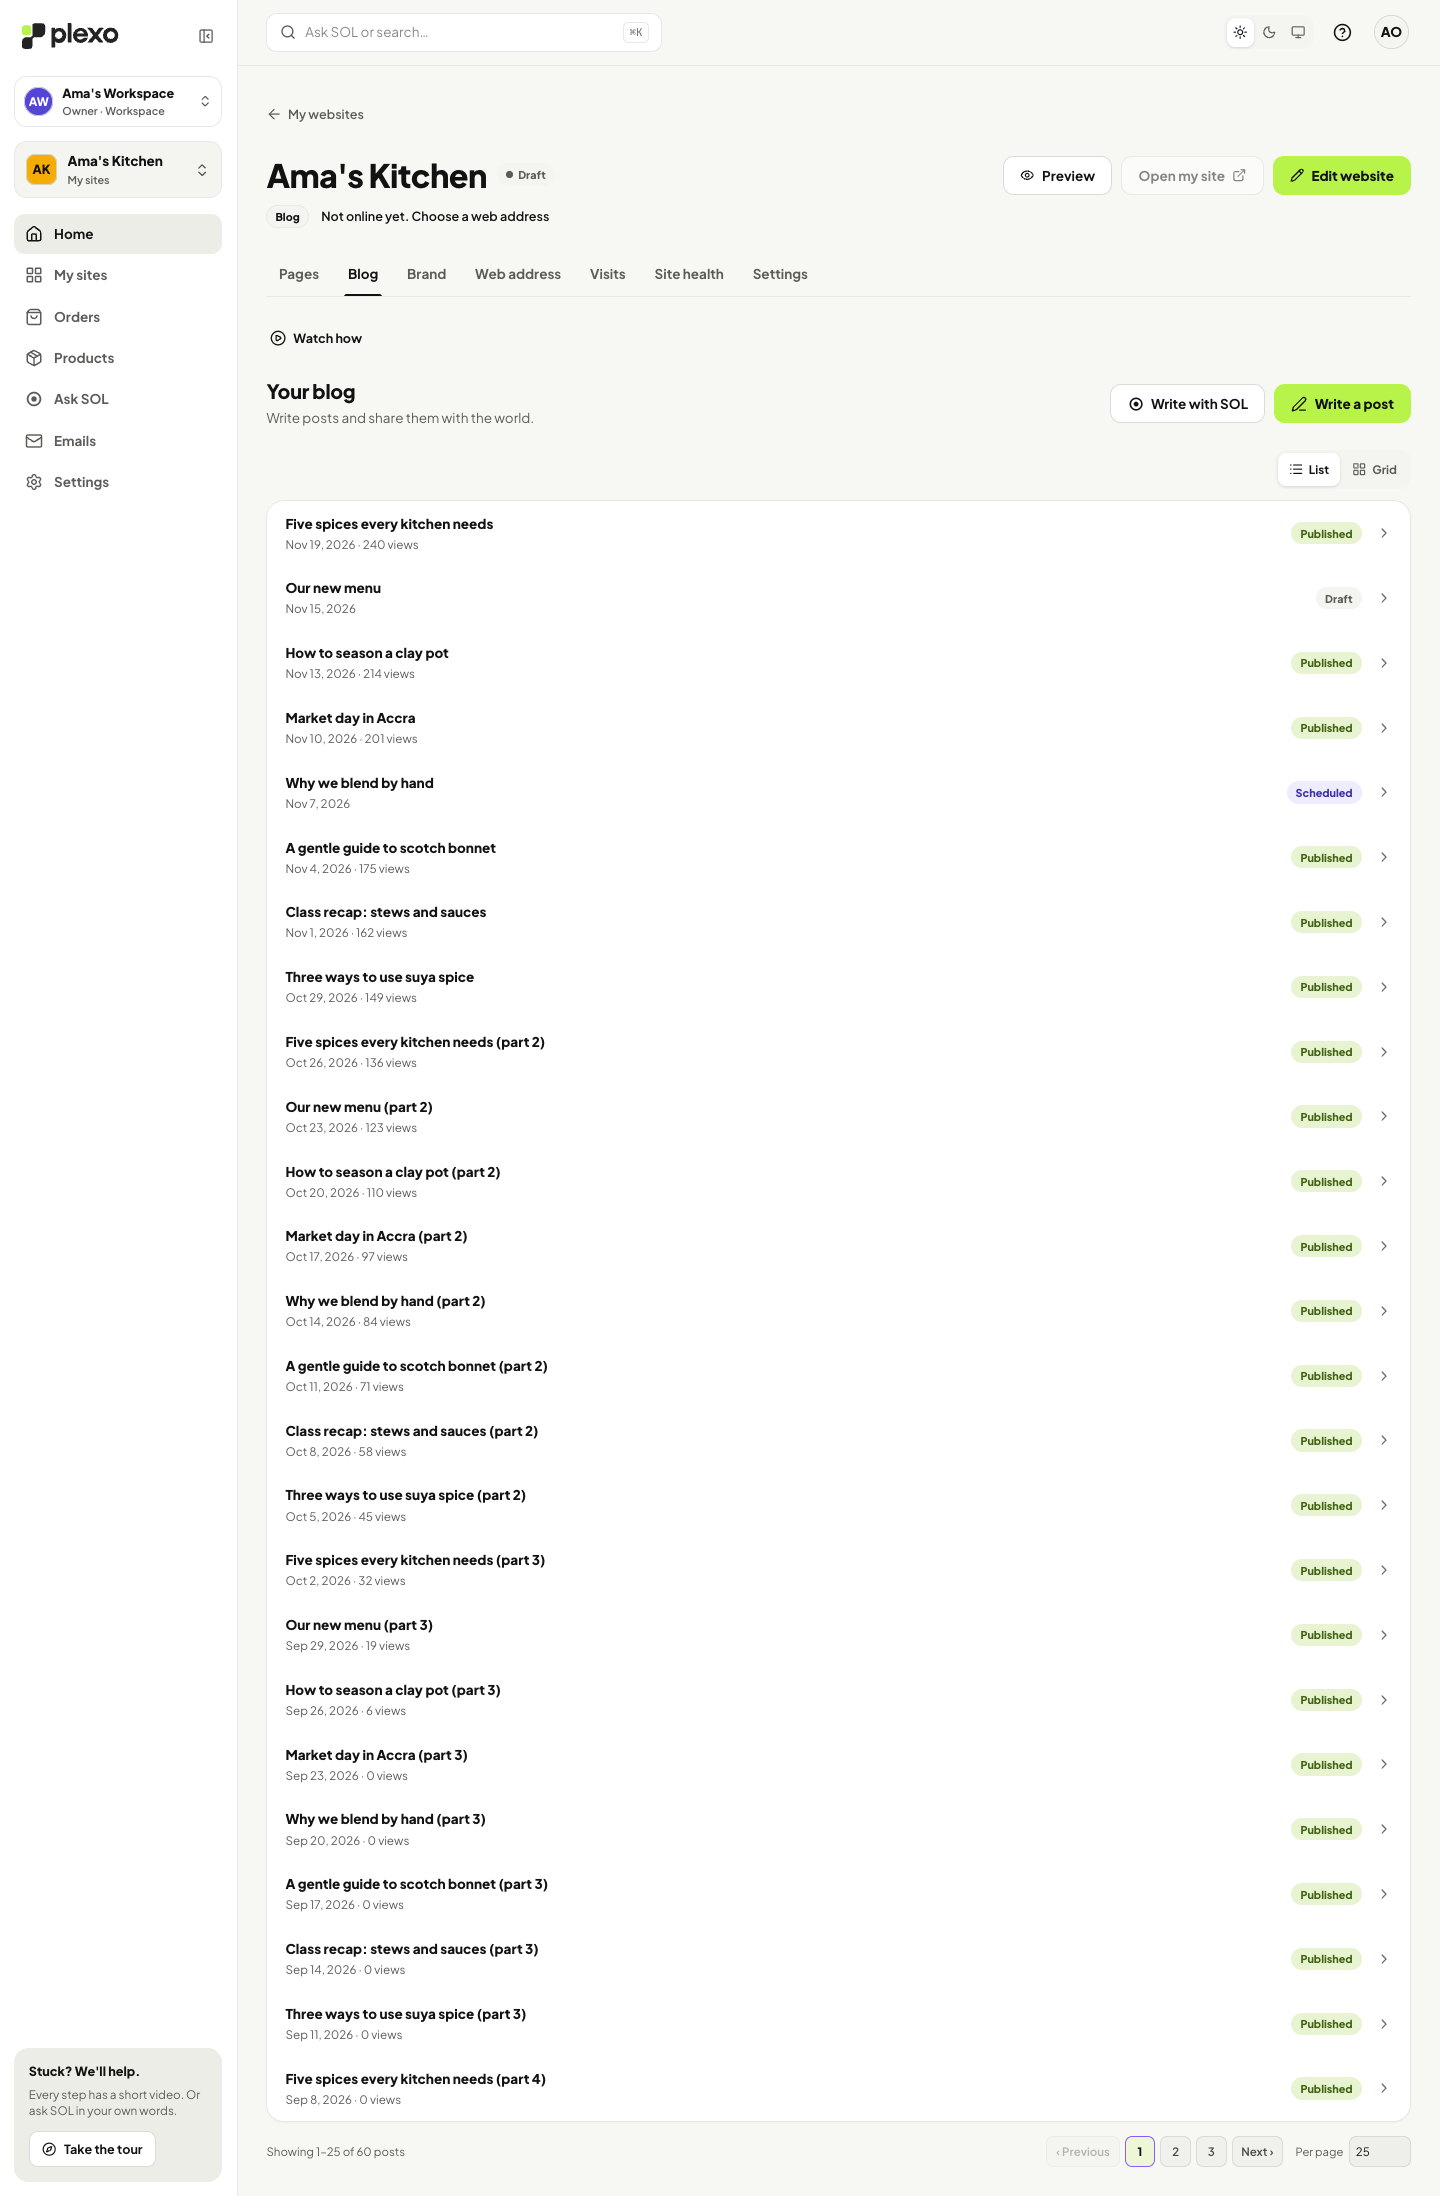 plexo
Ask SOL or search…
⌘K
AO
AW
Ama's Workspace
Owner · Workspace
AK
Ama's Kitchen
My sites
Home
My sites
Orders
Products
Ask SOL
Emails
Settings
My websites
Ama's Kitchen
Draft
Preview
Open my site
Edit website
Blog
Not online yet. Choose a web address
Pages
Blog
Brand
Web address
Visits
Site health
Settings
Watch how
Your blog
Write posts and share them with the world.
Write with SOL
Write a post
List
Grid
Five spices every kitchen needs
Nov 19, 2026 · 240 views
Published
Our new menu
Nov 15, 2026
Draft
How to season a clay pot
Nov 13, 2026 · 214 views
Published
Market day in Accra
Nov 10, 2026 · 201 views
Published
Why we blend by hand
Nov 7, 2026
Scheduled
A gentle guide to scotch bonnet
Nov 4, 2026 · 175 views
Published
Class recap: stews and sauces
Nov 1, 2026 · 162 views
Published
Three ways to use suya spice
Oct 29, 2026 · 149 views
Published
Five spices every kitchen needs (part 2)
Oct 26, 2026 · 136 views
Published
Our new menu (part 2)
Oct 23, 2026 · 123 views
Published
How to season a clay pot (part 2)
Oct 20, 2026 · 110 views
Published
Market day in Accra (part 2)
Oct 17, 2026 · 97 views
Published
Why we blend by hand (part 2)
Oct 14, 2026 · 84 views
Published
A gentle guide to scotch bonnet (part 2)
Oct 11, 2026 · 71 views
Published
Class recap: stews and sauces (part 2)
Oct 8, 2026 · 58 views
Published
Three ways to use suya spice (part 2)
Oct 5, 2026 · 45 views
Published
Five spices every kitchen needs (part 3)
Oct 2, 2026 · 32 views
Published
Our new menu (part 3)
Sep 29, 2026 · 19 views
Published
How to season a clay pot (part 3)
Sep 26, 2026 · 6 views
Published
Market day in Accra (part 3)
Sep 23, 2026 · 0 views
Published
Why we blend by hand (part 3)
Sep 20, 2026 · 0 views
Published
A gentle guide to scotch bonnet (part 3)
Sep 17, 2026 · 0 views
Published
Class recap: stews and sauces (part 3)
Sep 14, 2026 · 0 views
Published
Three ways to use suya spice (part 3)
Sep 11, 2026 · 0 views
Published
Five spices every kitchen needs (part 4)
Sep 8, 2026 · 0 views
Published
Stuck? We'll help.
Every step has a short video. Or
ask SOL in your own words.
Take the tour
Showing 1–25 of 60 posts
‹ Previous
1
2
3
Next ›
Per page
25